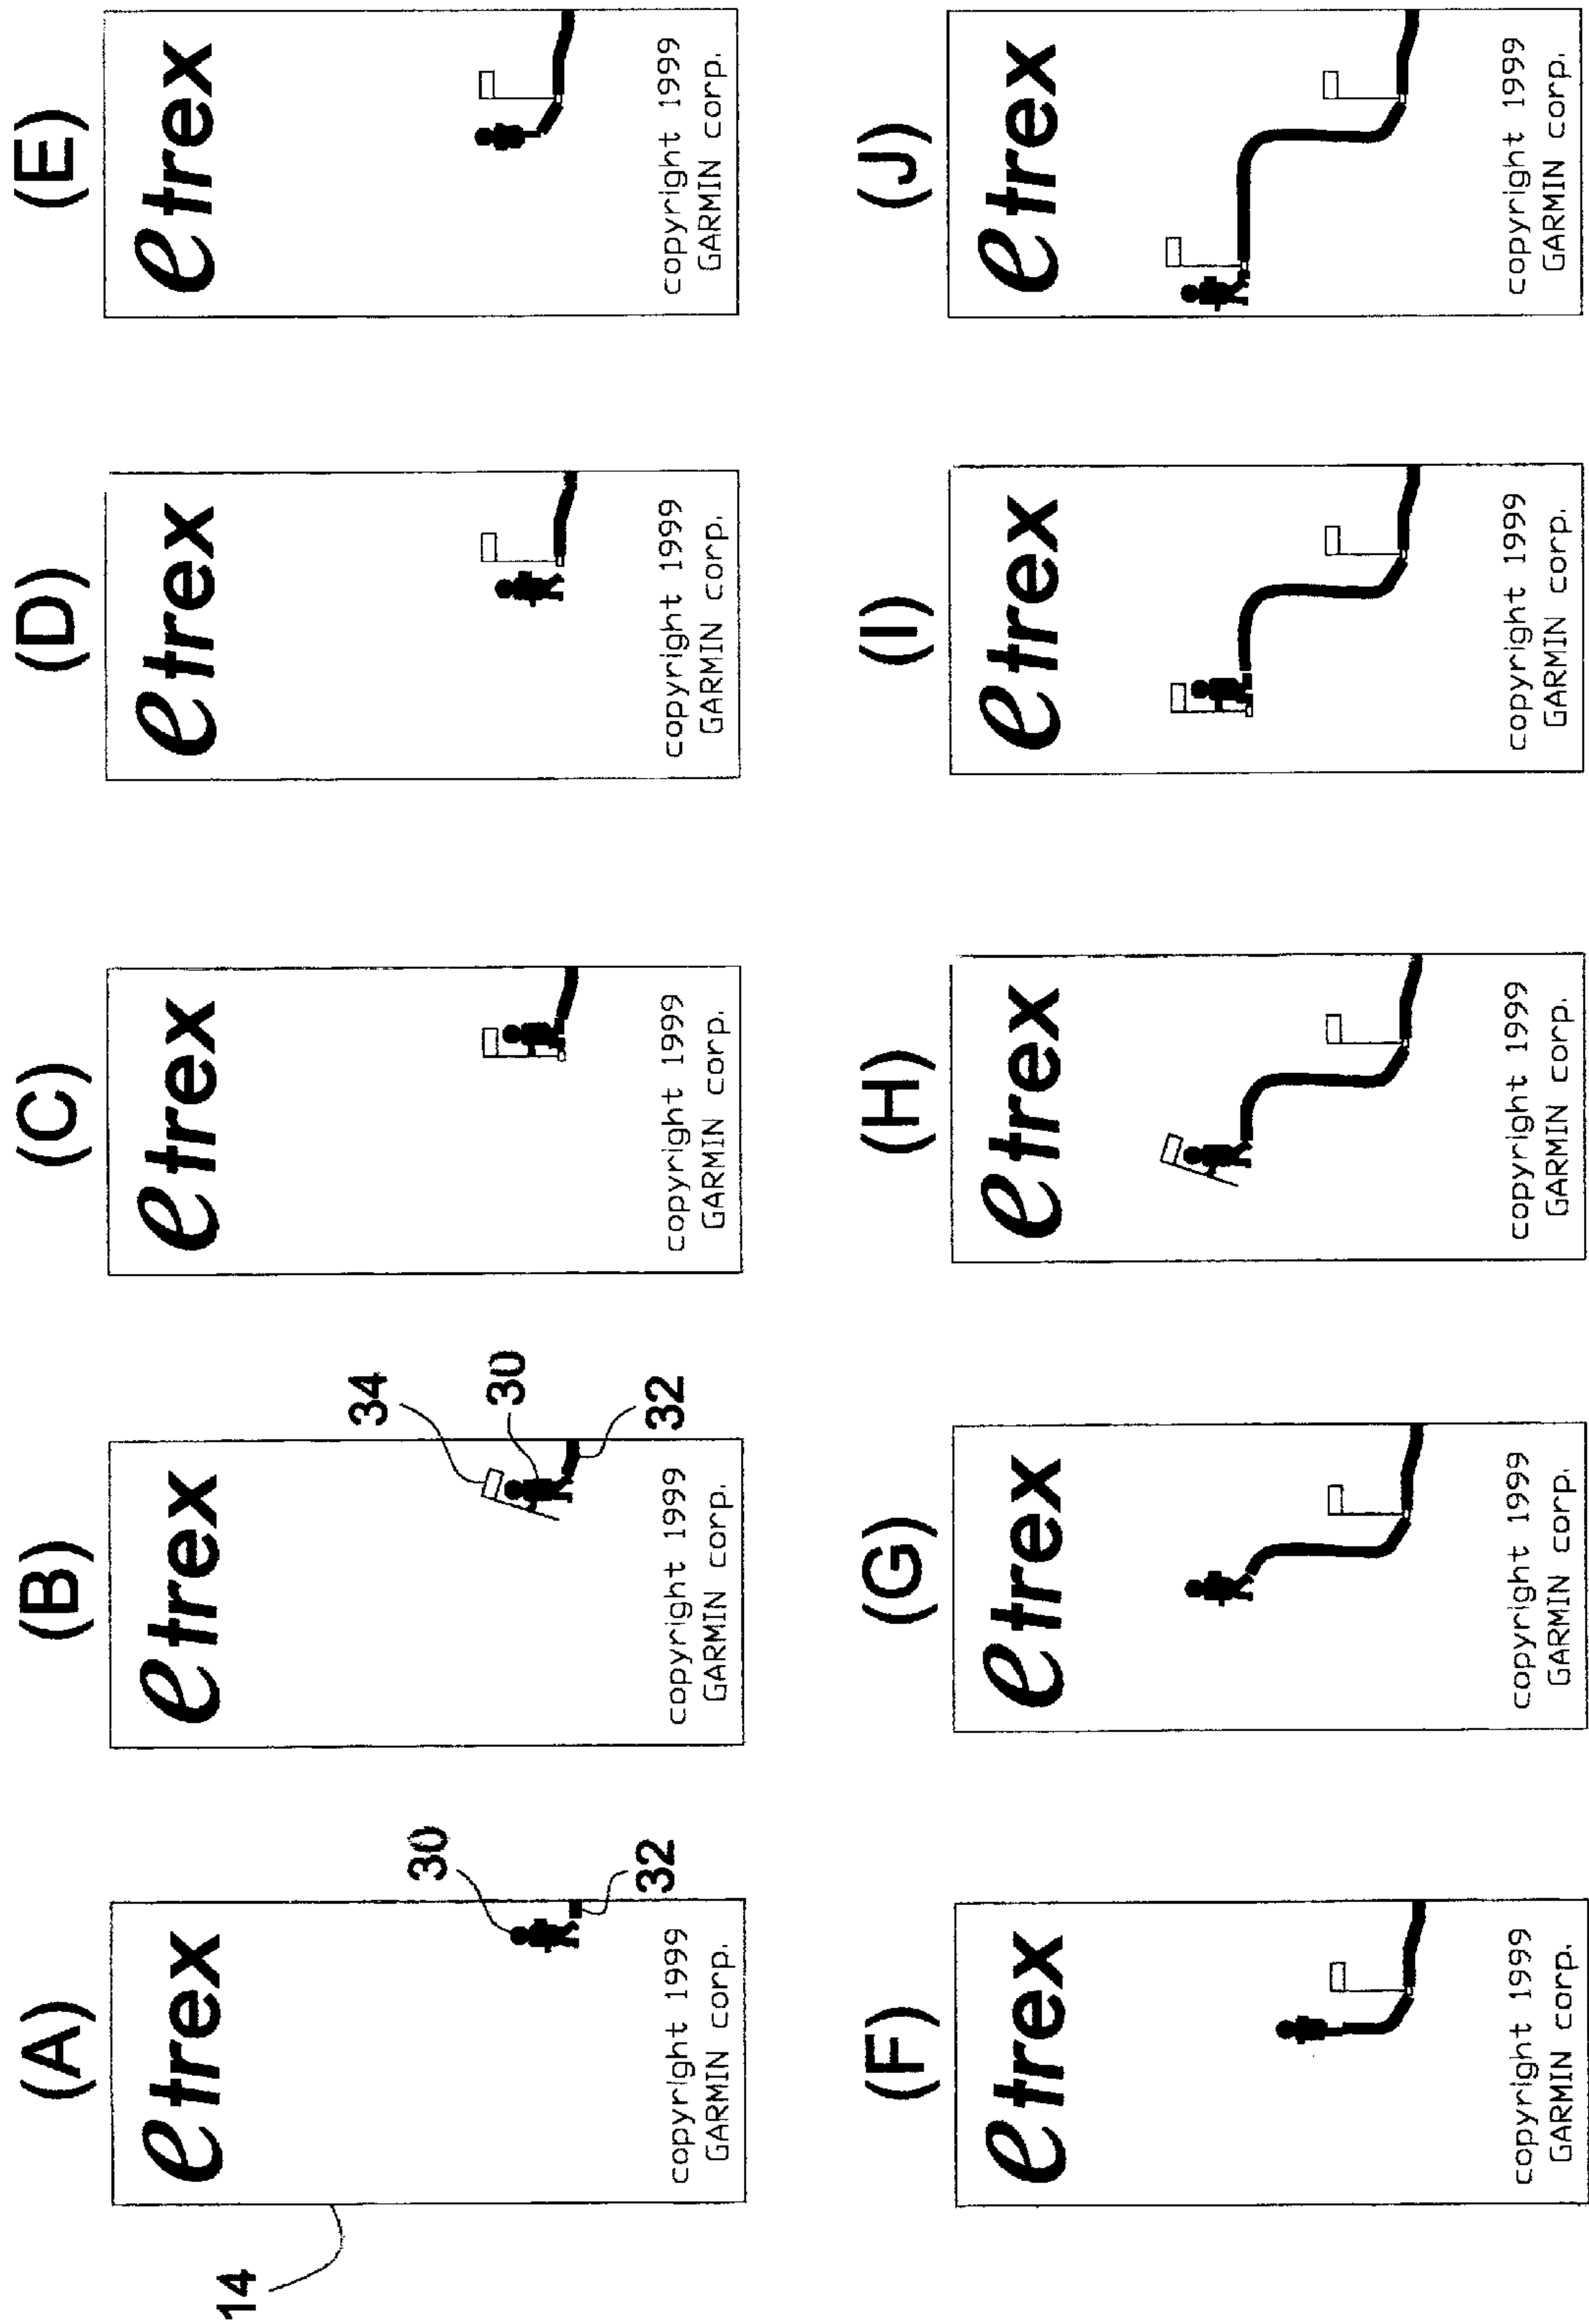 (A)
14
etrex
30
32
copyright 1999
GARMIN corp.
(B)
etrex
34
30
32
copyright 1999
GARMIN corp.
(C)
etrex
copyright 1999
GARMIN corp.
(D)
etrex
copyright 1999
GARMIN corp.
(E)
etrex
copyright 1999
GARMIN corp.
(F)
etrex
copyright 1999
GARMIN corp.
(G)
etrex
copyright 1999
GARMIN corp.
(H)
etrex
copyright 1999
GARMIN corp.
(I)
etrex
copyright 1999
GARMIN corp.
(J)
etrex
copyright 1999
GARMIN corp.